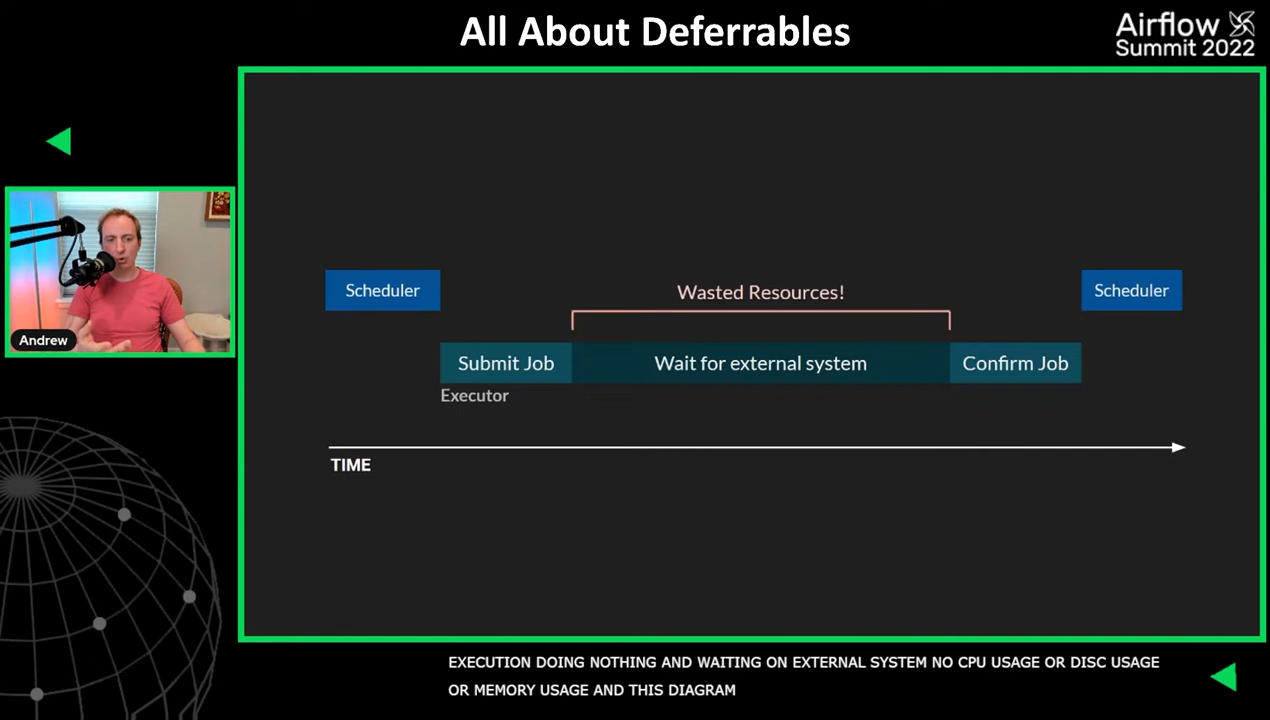 All About Deferrables
Airflow
Summit 2022
Andrew
Scheduler
Wasted Resources!
Scheduler
Submit Job
Wait for external system
Confirm Job
Executor
TIME
EXECUTION DOING NOTHING AND WAITING ON EXTERNAL SYSTEM NO CPU USAGE OR DISC USAGE
OR MEMORY USAGE AND THIS DIAGRAM